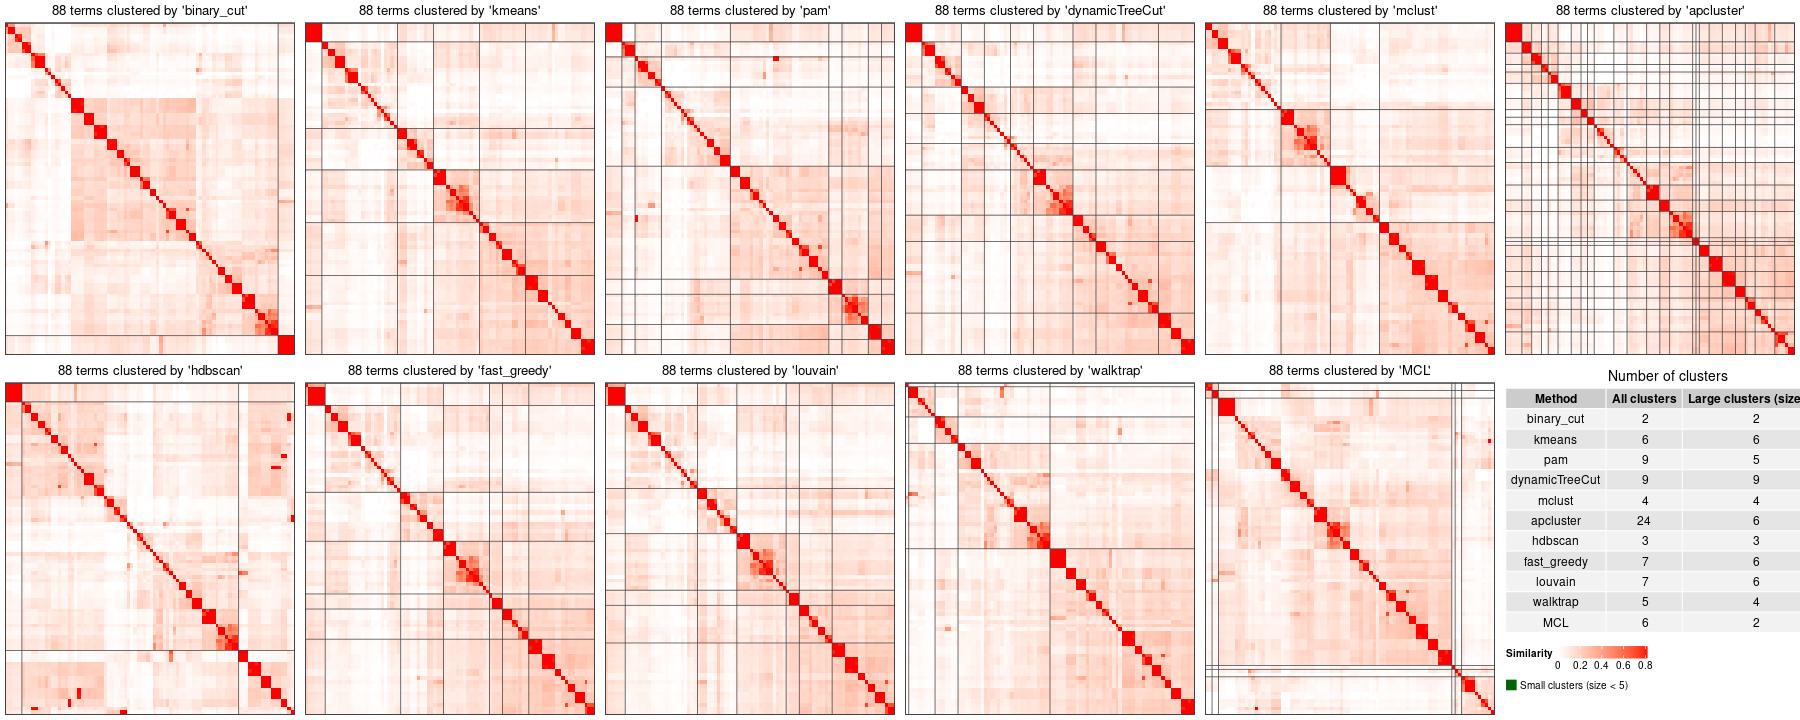 88 terms clustered by 'binary_cut'
88 terms clustered by 'kmeans'
88 terms clustered by 'pam'
88 terms clustered by 'dynamicTreeCut'
88 terms clustered by 'mclust'
88 terms clustered by 'apcluster'
88 terms clustered by 'hdbscan'
88 terms clustered by 'fast_greedy'
88 terms clustered by 'louvain'
88 terms clustered by 'walktrap'
88 terms clustered by 'MCL'
Number of clusters
Method All clusters Large clusters (size
binary_cut 2 2
kmeans 6 6
pam 9 5
dynamicTreeCut 9 9
mclust 4 4
apcluster 24 6
hdbscan 3 3
fast_greedy 7 6
louvain 7 6
walktrap 5 4
MCL 6 2
Similarity
0 0.2 0.4 0.6 0.8
Small clusters (size < 5)